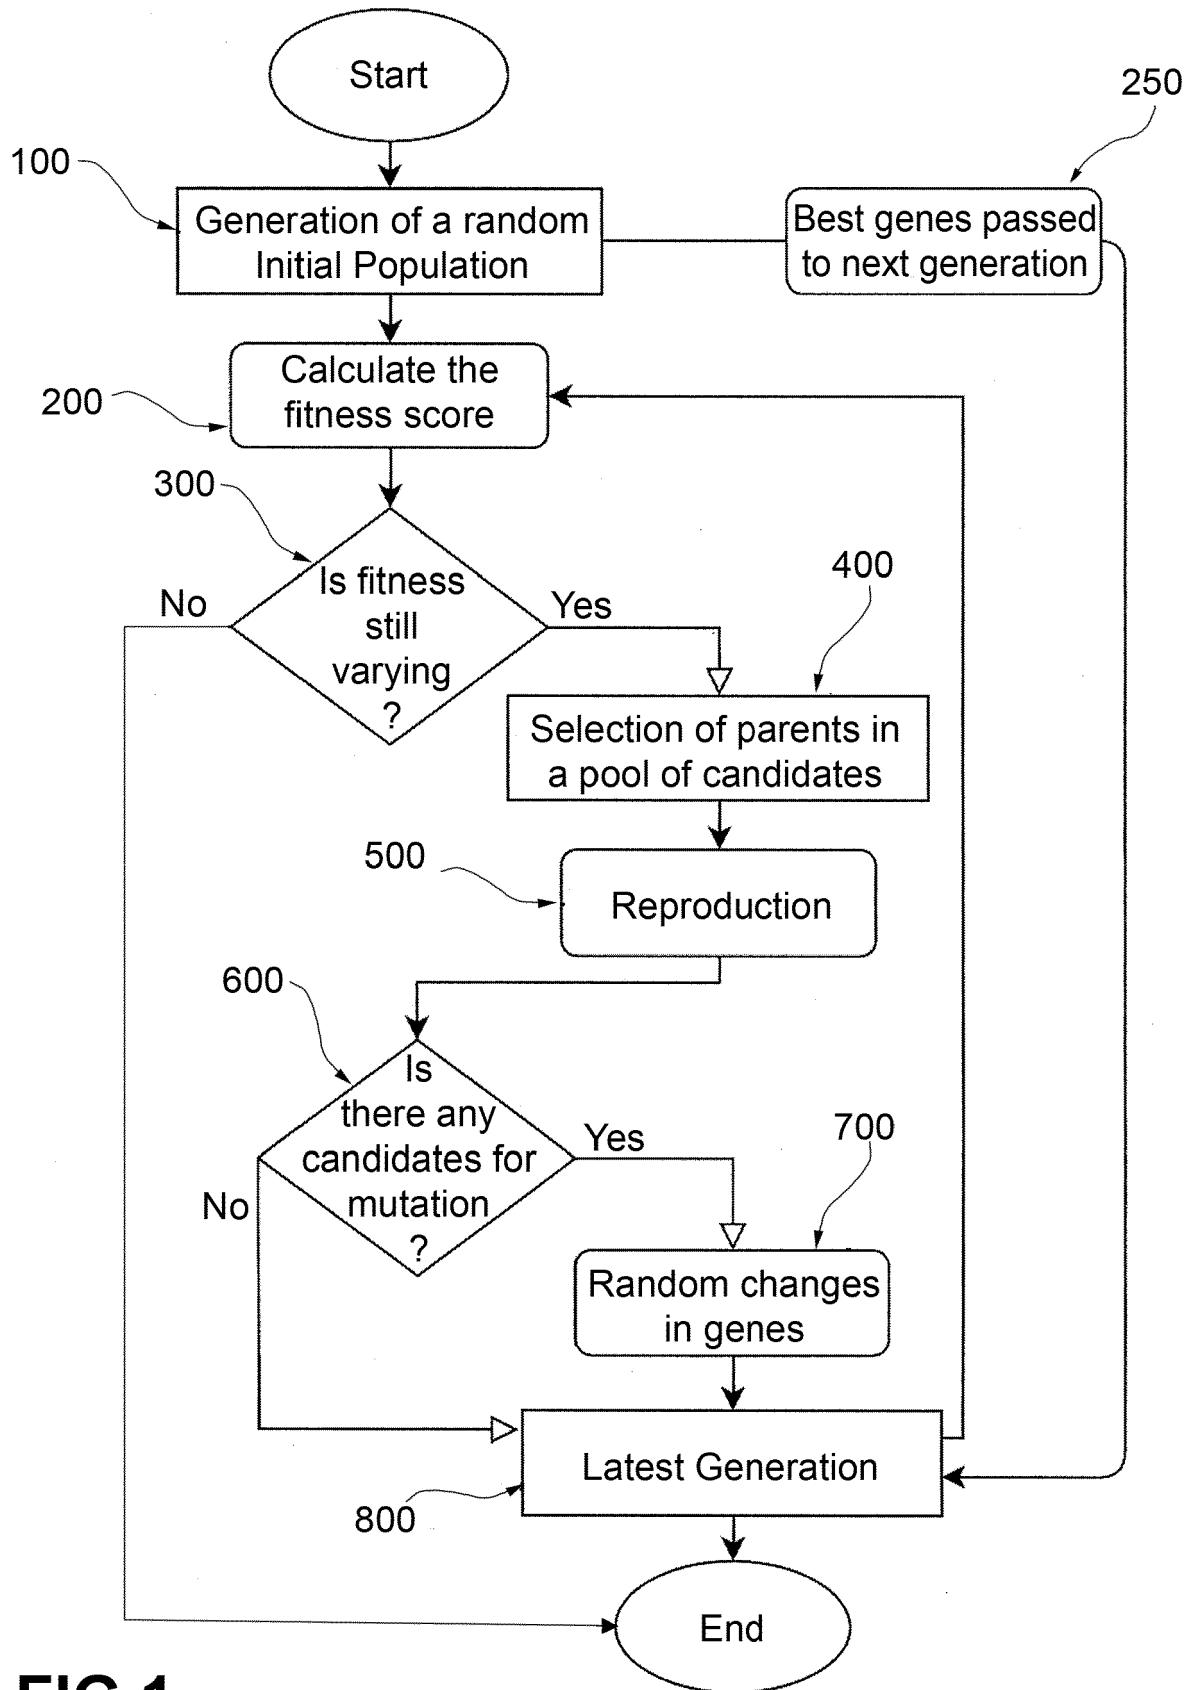 Start
250
100
Generation of a random
Initial Population
Best genes passed
to next generation
Calculate the
fitness score
200
300
Is fitness
still
varying
?
No
Yes
400
Selection of parents in
a pool of candidates
500
Reproduction
600
Is
there any
candidates for
mutation
?
Yes
No
700
Random changes
in genes
Latest Generation
800
End
FIG.1